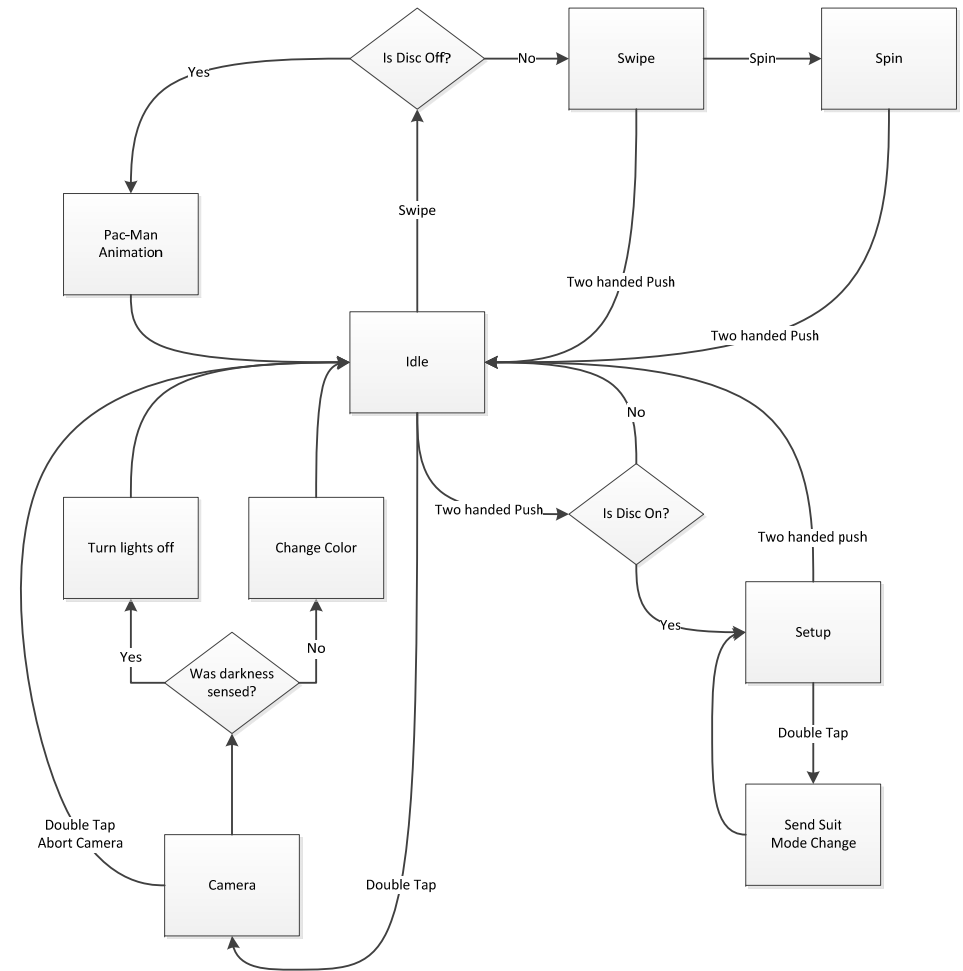 Is Disc Off?
No
Swipe
Spin
Spin
Yes
Swipe
Pac-Man
Animation
Two handed Push
Two handed Push
Idle
No
Two handed Push
Is Disc On?
Turn lights off
Change Color
Two handed push
Yes
Setup
Yes
No
Was darkness
sensed?
Double Tap
Double Tap
Abort Camera
Send Suit
Mode Change
Camera
Double Tap